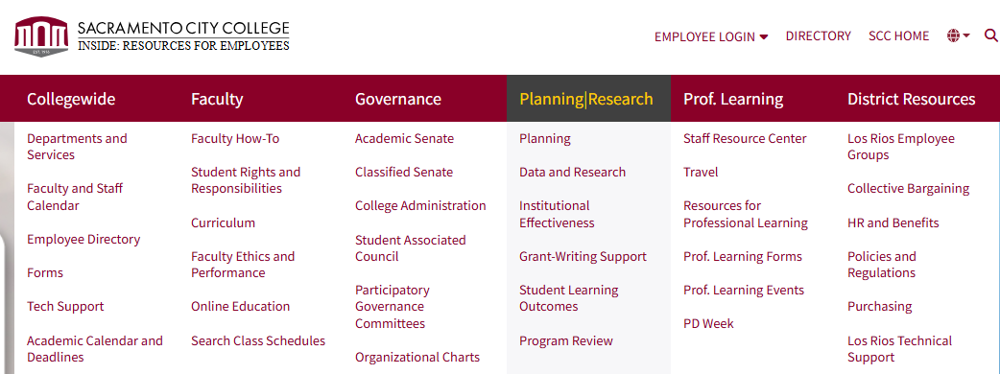 SACRAMENTO CITY COLLEGE
INSIDE: RESOURCES FOR EMPLOYEES
EST. 1916
EMPLOYEE LOGIN
DIRECTORY
SCC HOME
Collegewide
Faculty
Governance
Planning|Research
Prof. Learning
District Resources
Departments and
Services
Faculty and Staff
Calendar
Employee Directory
Forms
Tech Support
Academic Calendar and
Deadlines
Faculty How-To
Student Rights and
Responsibilities
Curriculum
Faculty Ethics and
Performance
Online Education
Search Class Schedules
Academic Senate
Classified Senate
College Administration
Student Associated
Council
Participatory
Governance
Committees
Organizational Charts
Planning
Data and Research
Institutional
Effectiveness
Grant-Writing Support
Student Learning
Outcomes
Program Review
Staff Resource Center
Travel
Resources for
Professional Learning
Prof. Learning Forms
Prof. Learning Events
PD Week
Los Rios Employee
Groups
Collective Bargaining
HR and Benefits
Policies and
Regulations
Purchasing
Los Rios Technical
Support